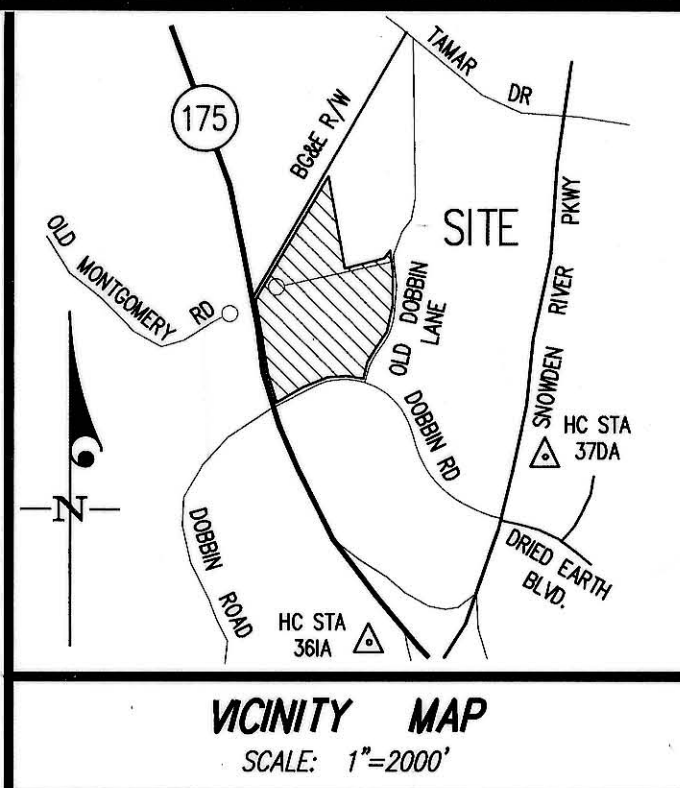 TAMAR
DR
175
BG&E R/W
PKWY
SITE
OLD
MONTGOMERY
RD
OLD DOBBIN
LANE
RIVER
SNOWDEN
DOBBIN RD
HC STA
37DA
N
DOBBIN
ROAD
DRIED EARTH
BLVD.
HC STA
361A
VICINITY MAP
SCALE: 1"=2000'